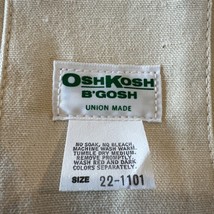 OSHKOSH
B'GOSH
UNION MADE
NO SOAK. NO BLEACH.
MACHINE WASH WARM.
TUMBLE DRY MEDIUM.
REMOVE PROMPTLY.
WASH RED AND DARK
COLORS SEPARATELY.
SIZE 22-1101